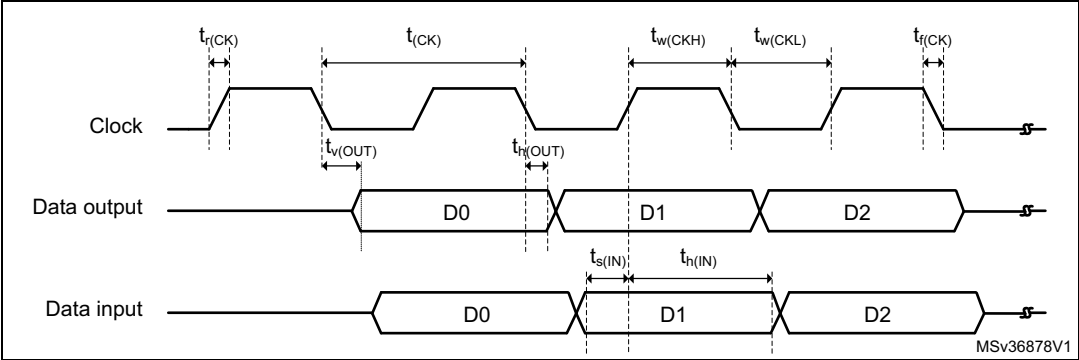 tr(CK) t(CK) tw(CKH) tw(CKL) tf(CK)
Clock
tv(OUT) th(OUT)
Data output D0 D1 D2
ts(IN) th(IN)
Data input D0 D1 D2
MSv36878V1